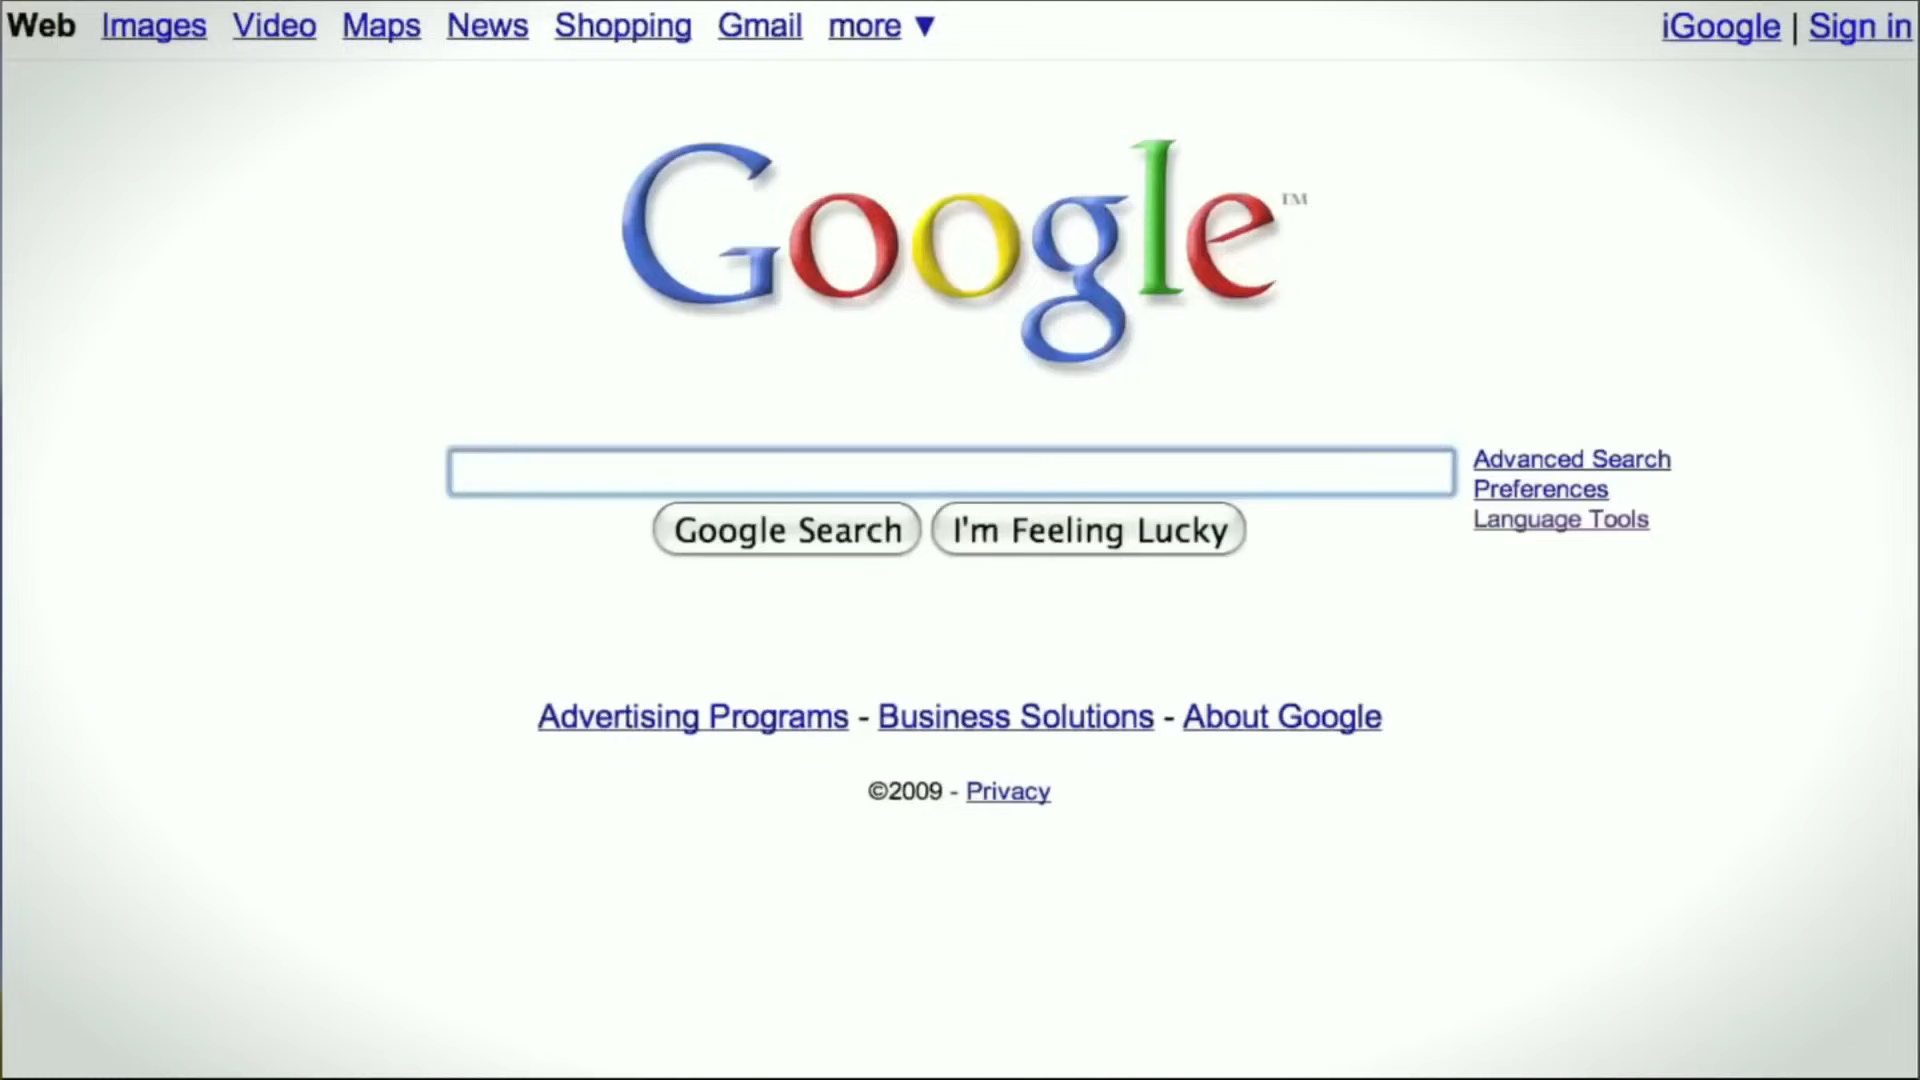 Web Images Video Maps News Shopping Gmail more ▼ iGoogle | Sign in
Google™
Advanced Search
Preferences
Language Tools
Google Search I'm Feeling Lucky
Advertising Programs - Business Solutions - About Google
©2009 - Privacy